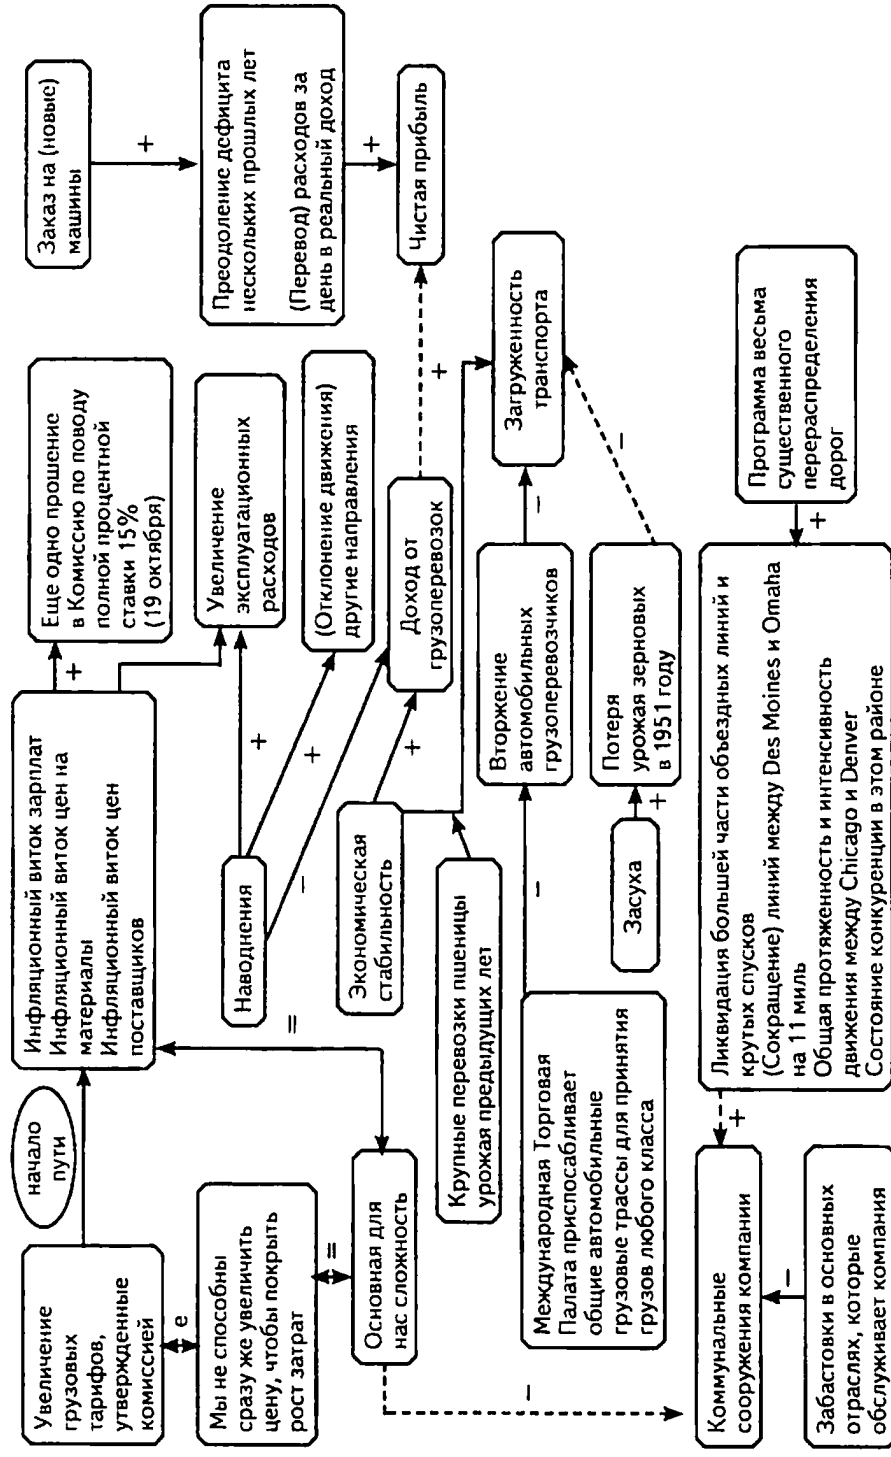 Увеличение
грузовых
тарифов,
утвержденные
комиссией
е
Мы не способны
сразу же увеличить
цену, чтобы покрыть
рост затрат
=
Основная для
нас сложность
–
начало
пути
Инфляционный виток зарплат
Инфляционный виток цен на
материалы
Инфляционный виток цен
поставщиков
=
+
Еще одно прошение
в Комиссию по поводу
полной процентной
ставки 15%
(19 октября)
Увеличение
эксплуатационных
расходов
Наводнения
+
+
–
(Отклонение движения)
другие направления
Экономическая
стабильность
+
Доход от
грузоперевозок
+
Заказ на (новые)
машины
+
Преодоление дефицита
нескольких прошлых лет
(Перевод) расходов за
день в реальный доход
+
Чистая прибыль
Крупные перевозки пшеницы
урожая предыдущих лет
Международная Торговая
Палата приспосабливает
общие автомобильные
грузовые трассы для принятия
грузов любого класса
–
Вторжение
автомобильных
грузоперевозчиков
–
Загруженность
транспорта
Засуха
+
Потеря
урожая зерновых
в 1951 году
–
Коммунальные
сооружения компании
–
Забастовки в основных
отраслях, которые
обслуживает компания
+
Ликвидация большей части объездных линий и
крутых спусков
(Сокращение) линий между Des Moines и Omaha
на 11 миль
Общая протяженность и интенсивность
движения между Chicago и Denver
Состояние конкуренции в этом районе
+
Программа весьма
существенного
перераспределения
дорог